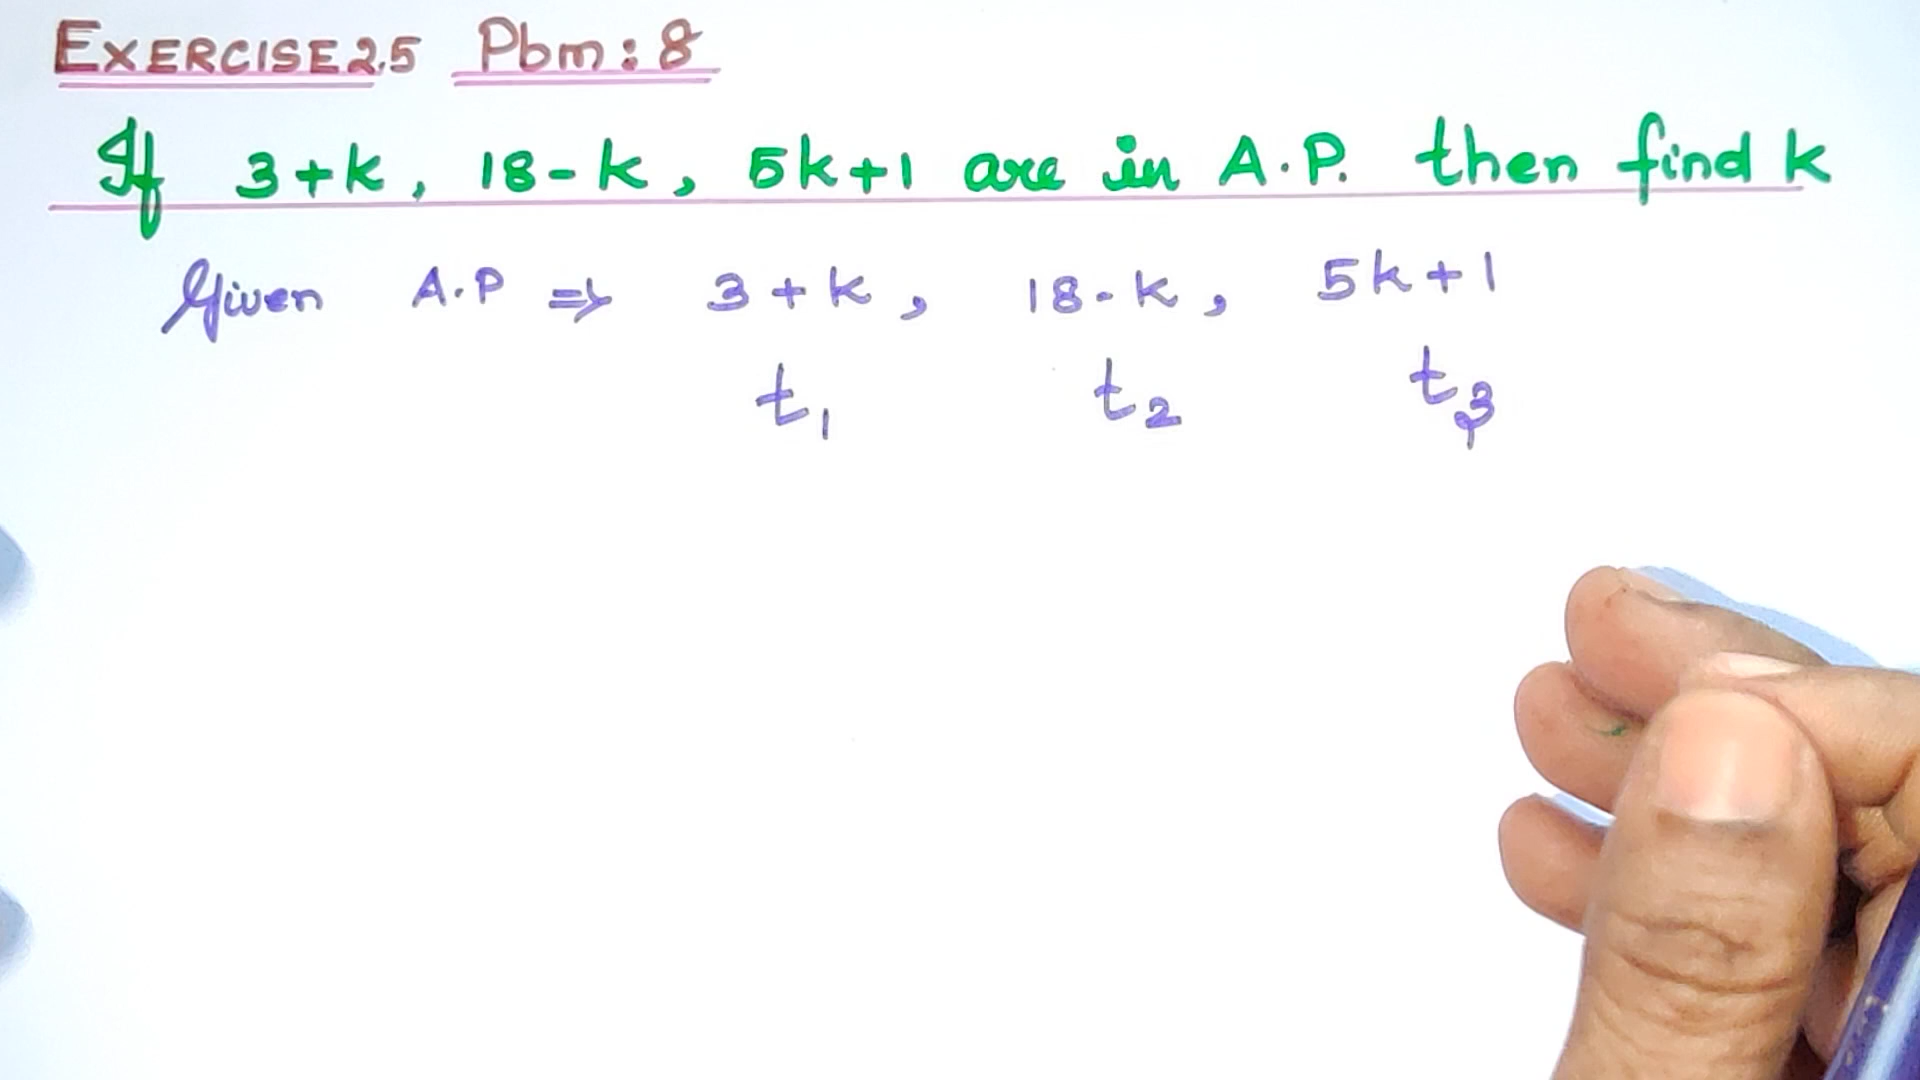 EXERCISE 2.5 Pbm : 8
If 3+k, 18-k, 5k+1 are in A.P. then find k
Given A.P ⇒ 3+k, 18-k, 5k+1
t₁ t₂ t₃